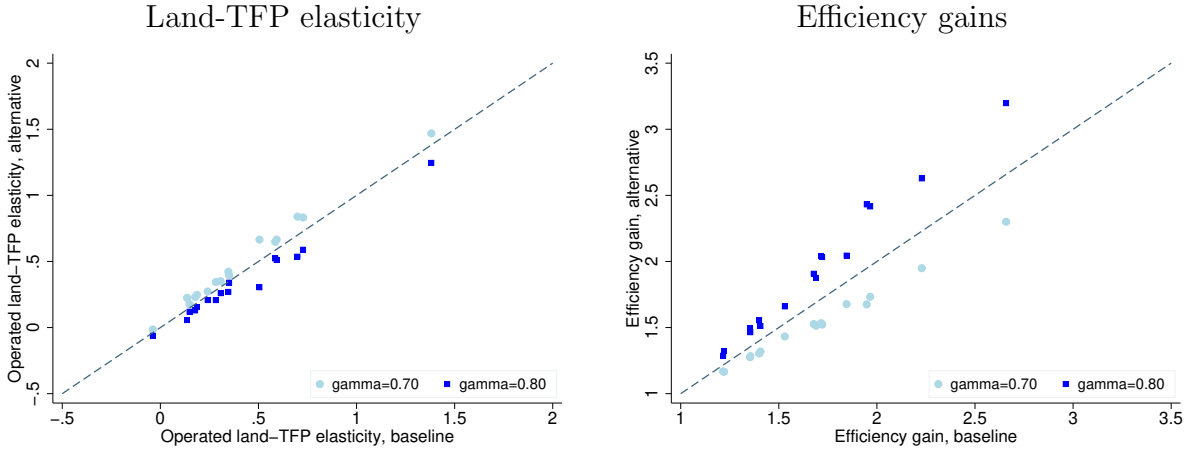 Land-TFP elasticity
Operated land−TFP elasticity, alternative
2
1.5
1
.5
0
−.5
−.5 0 .5 1 1.5 2
Operated land−TFP elasticity, baseline
gamma=0.70 gamma=0.80
Efficiency gains
Efficiency gain, alternative
3.5
3
2.5
2
1.5
1
1 1.5 2 2.5 3 3.5
Efficiency gain, baseline
gamma=0.70 gamma=0.80